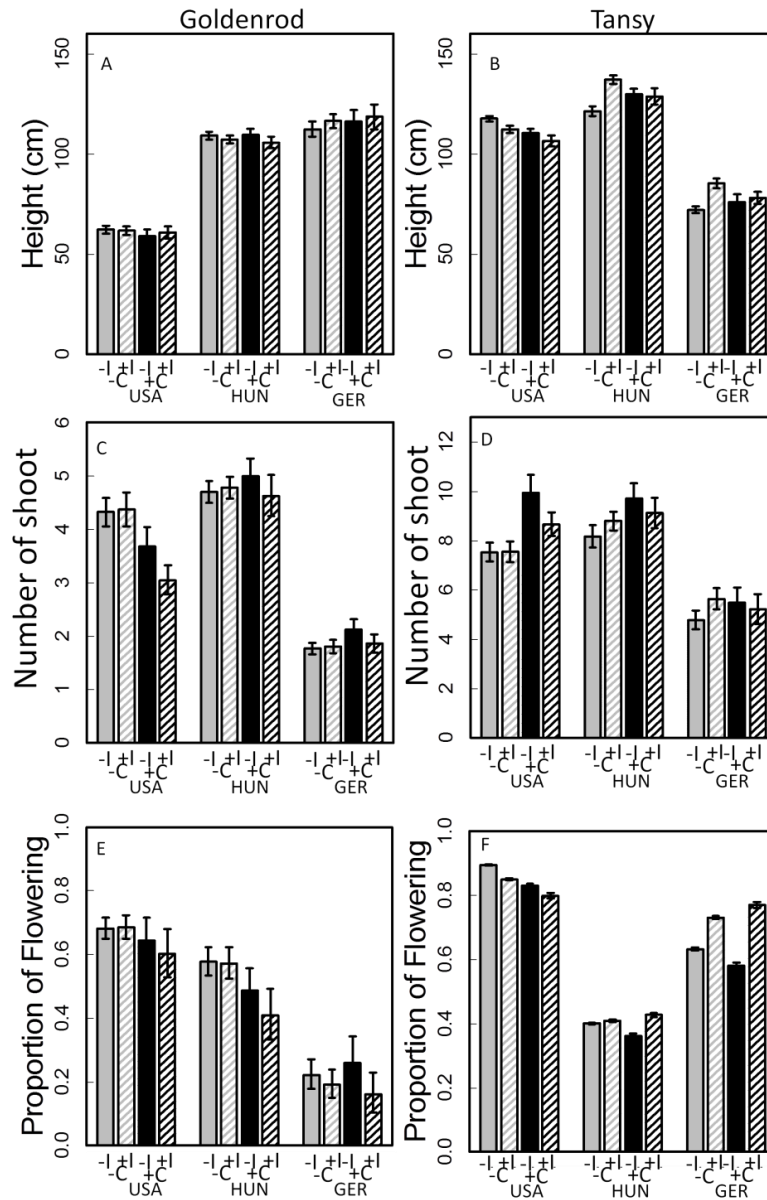 Goldenrod
Tansy
A
Height (cm)
0 50 100 150
-I +I -I +I -I +I -I +I -I +I -I +I
-C +C -C +C -C +C
USA HUN GER
B
Height (cm)
0 50 100 150
-I +I -I +I -I +I -I +I -I +I -I +I
-C +C -C +C -C +C
USA HUN GER
C
Number of shoot
0 1 2 3 4 5 6
-I +I -I +I -I +I -I +I -I +I -I +I
-C +C -C +C -C +C
USA HUN GER
D
Number of shoot
0 2 4 6 8 10 12
-I +I -I +I -I +I -I +I -I +I -I +I
-C +C -C +C -C +C
USA HUN GER
E
Proportion of Flowering
0.0 0.2 0.4 0.6 0.8 1.0
-I +I -I +I -I +I -I +I -I +I -I +I
-C +C -C +C -C +C
USA HUN GER
F
Proportion of Flowering
0.0 0.2 0.4 0.6 0.8 1.0
-I +I -I +I -I +I -I +I -I +I -I +I
-C +C -C +C -C +C
USA HUN GER